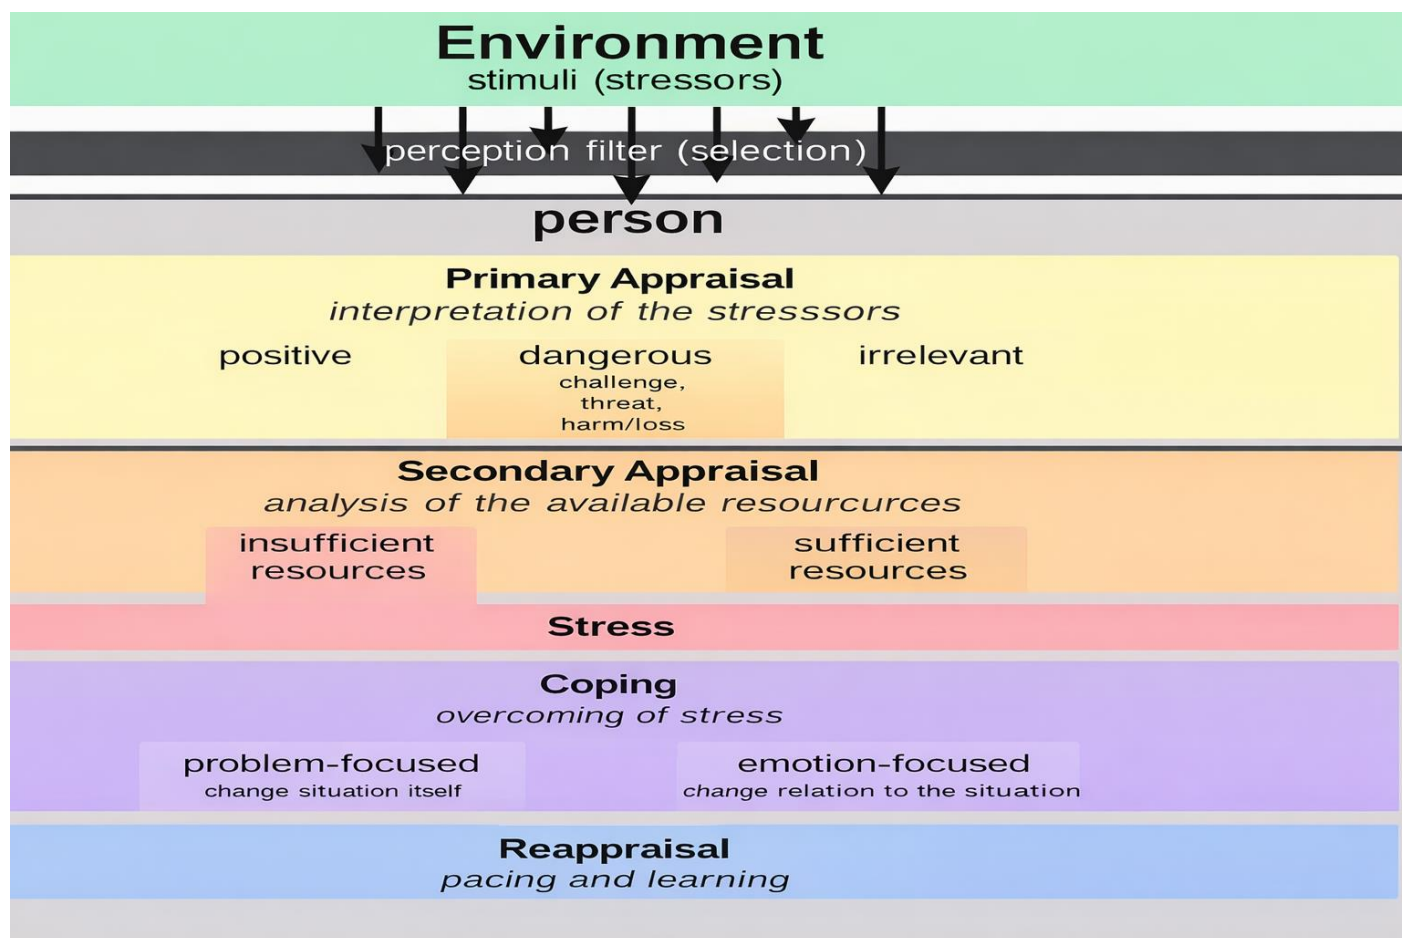 Environment
stimuli (stressors)
perception filter (selection)
person
Primary Appraisal
interpretation of the stresssors
positive dangerous irrelevant
challenge,
threat,
harm/loss
Secondary Appraisal
analysis of the available resourcurces
insufficient sufficient
resources resources
Stress
Coping
overcoming of stress
problem-focused emotion-focused
change situation itself change relation to the situation
Reappraisal
pacing and learning